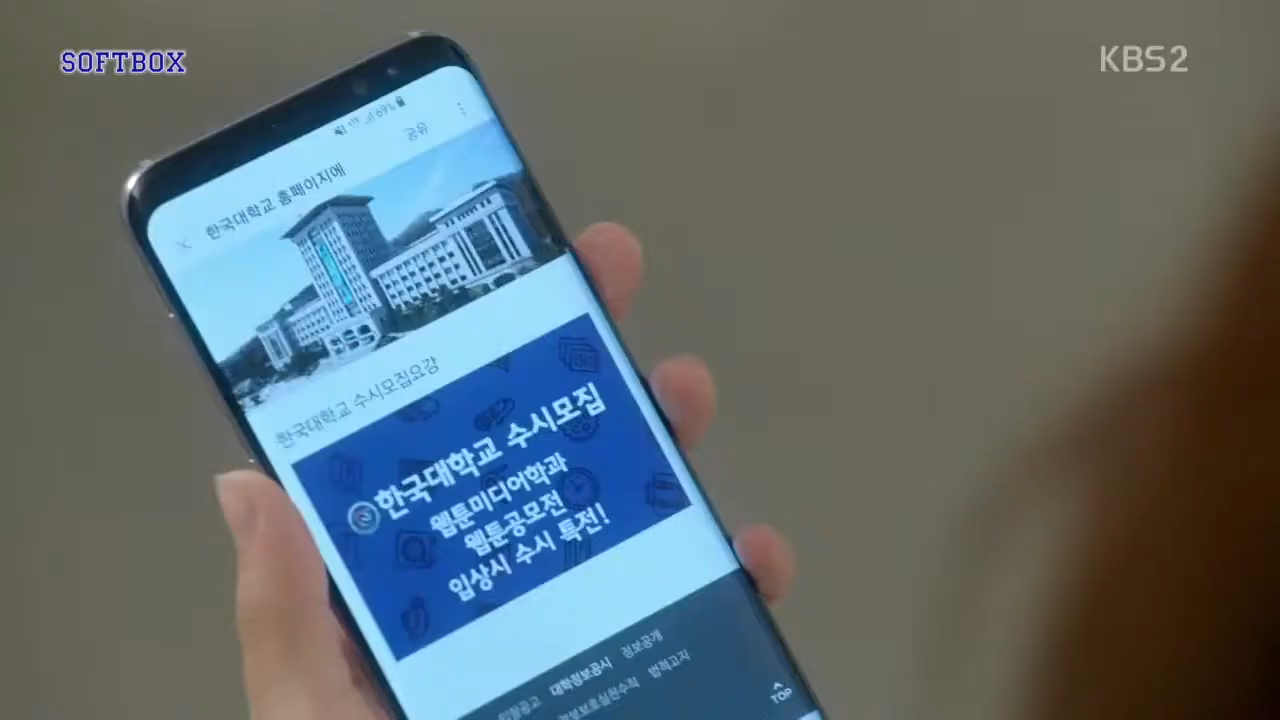 SOFTBOX
KBS2
69%
공유
한국대학교 홈페이지에
한국대학교 수시모집요강
한국대학교 수시모집
웹툰미디어학과
웹툰공모전
입상시 수시 특전!
대학정보공시 정보공개
법적고지
TOP